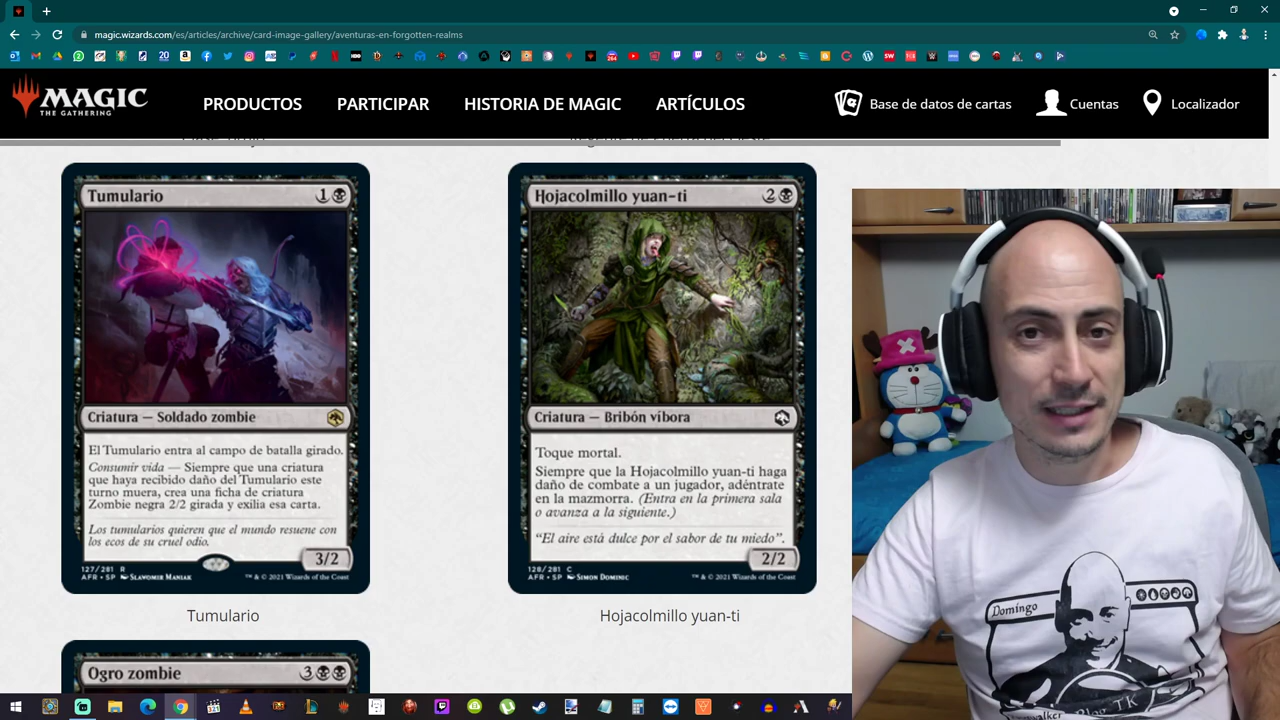 magic.wizards.com/es/articles/archive/card-image-gallery/aventuras-en-forgotten-realms
MAGIC
THE GATHERING
PRODUCTOS
PARTICIPAR
HISTORIA DE MAGIC
ARTÍCULOS
Base de datos de cartas
Cuentas
Localizador
Tumulario
1
Criatura — Soldado zombie
El Tumulario entra al campo de batalla girado.
Consumir vida — Siempre que una criatura
que haya recibido daño del Tumulario este
turno muera, crea una ficha de criatura
Zombie negra 2/2 girada y exilia esa carta.
Los tumularios quieren que el mundo resuene con
los ecos de su cruel odio.
3/2
127/281 R
AFR • SP Slawomir Maniak
™ & © 2021 Wizards of the Coast
Tumulario
Hojacolmillo yuan-ti
2
Criatura — Bribón víbora
Toque mortal.
Siempre que la Hojacolmillo yuan-ti haga
daño de combate a un jugador, adéntrate
en la mazmorra. (Entra en la primera sala
o avanza a la siguiente.)
“El aire está dulce por el sabor de tu miedo”.
2/2
128/281 C
AFR • SP Simon Dominic
™ & © 2021 Wizards of the Coast
Hojacolmillo yuan-ti
Ogro zombie
3
Domingo
Blog TK